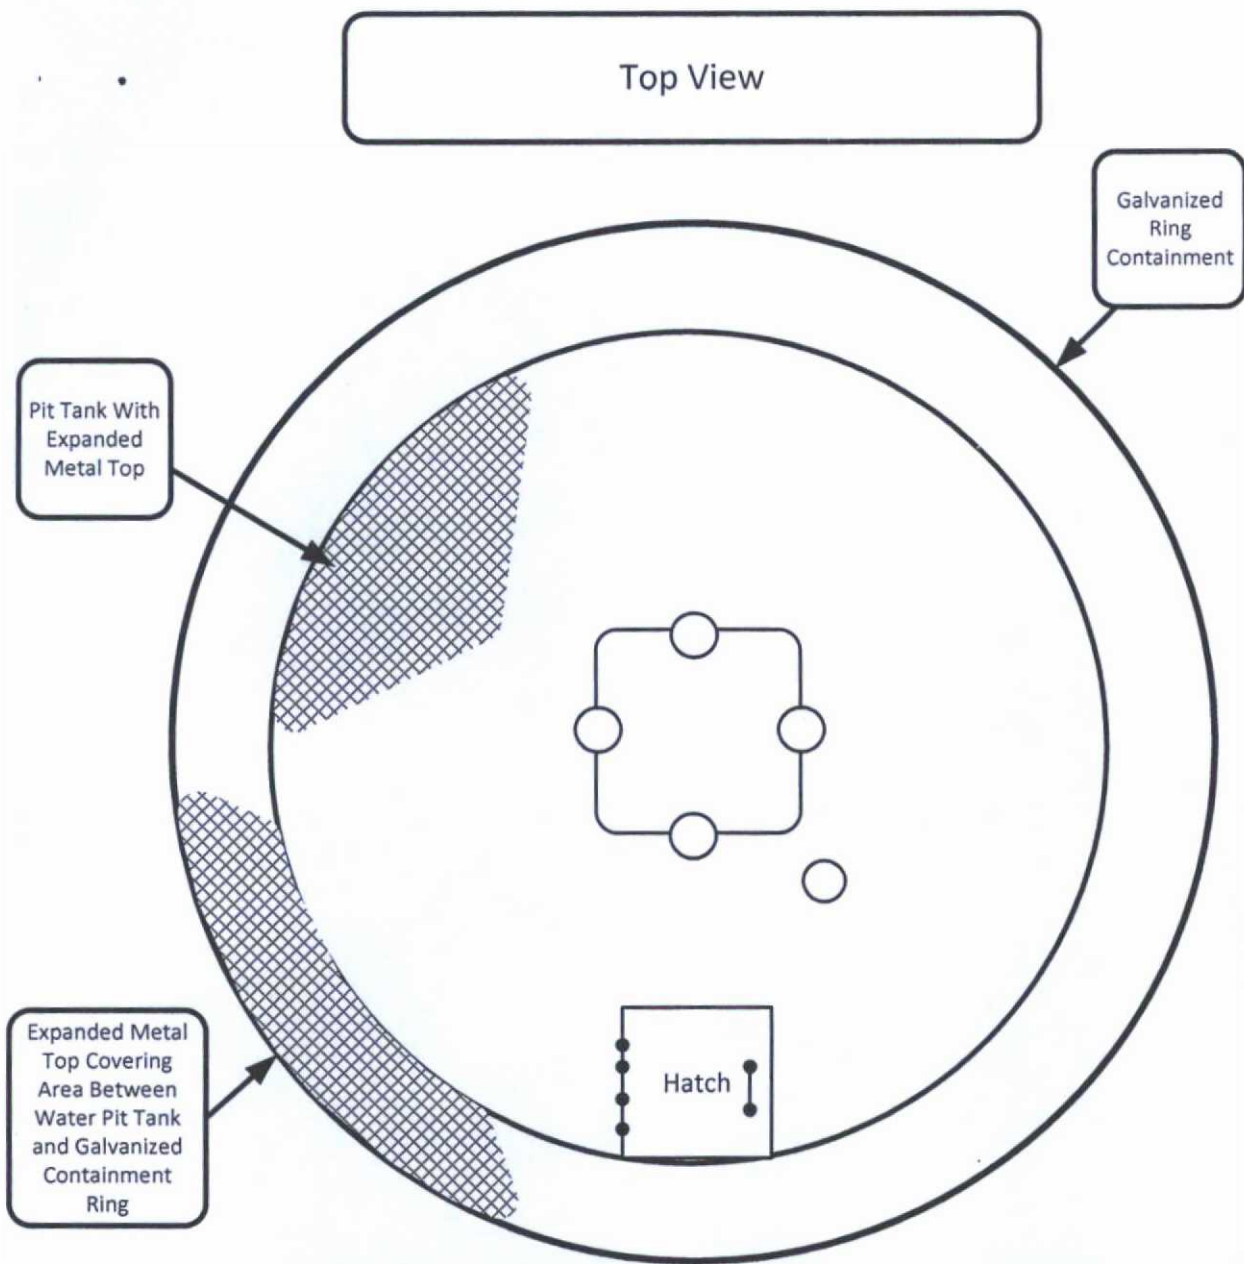 Top View
Galvanized
Ring
Containment
Pit Tank With
Expanded
Metal Top
Expanded Metal
Top Covering
Area Between
Water Pit Tank
and Galvanized
Containment
Ring
Hatch